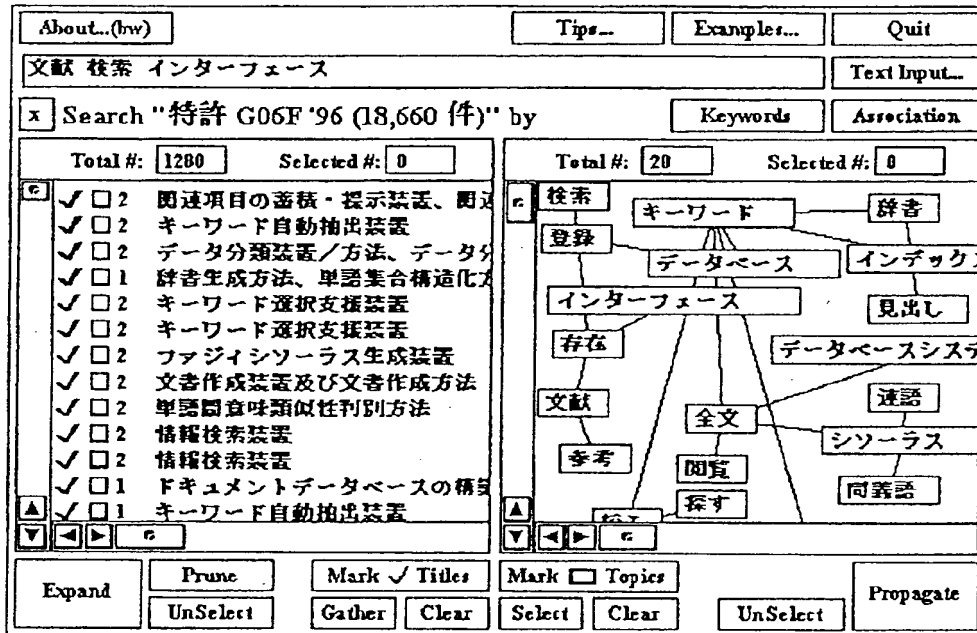 About...(hw)
Tips... Examples... Quit
文献 検索 インターフェース
Text Input...
x Search "特許 G06F '96 (18,660 件)" by
Keywords Association
Total #: 1280 Selected #: 0
2 関連項目の蓄積・提示装置、関連
2 キーワード自動抽出装置
2 データ分類装置/方法、データ分
1 辞書生成方法、単語集合構造化方
2 キーワード選択支援装置
2 キーワード選択支援装置
2 ファジィシソーラス生成装置
2 文書作成装置及び文書作成方法
2 単語間意味類似性判別方法
2 情報検索装置
2 情報検索装置
1 ドキュメントデータベースの構築
1 キーワード自動抽出装置
Total #: 20 Selected #: 0
検索
キーワード
辞書
登録
データベース
インデックス
インターフェース
見出し
存在
データベースシステ
文献
全文
連語
シソーラス
参考
閲覧
同義語
探す
Expand
Prune
UnSelect
Mark ✓ Titles
Gather Clear
Mark □ Topics
Select Clear
UnSelect
Propagate